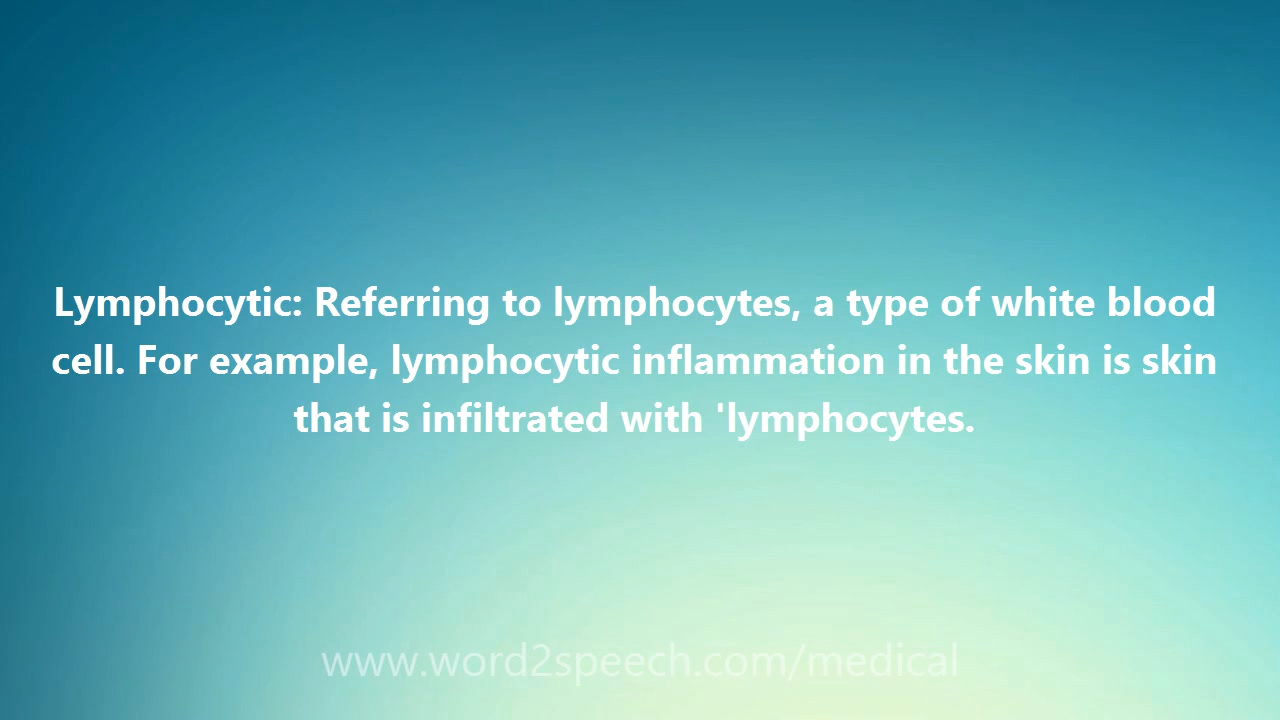 Lymphocytic: Referring to lymphocytes, a type of white blood
cell. For example, lymphocytic inflammation in the skin is skin
that is infiltrated with 'lymphocytes.
www.word2speech.com/medical